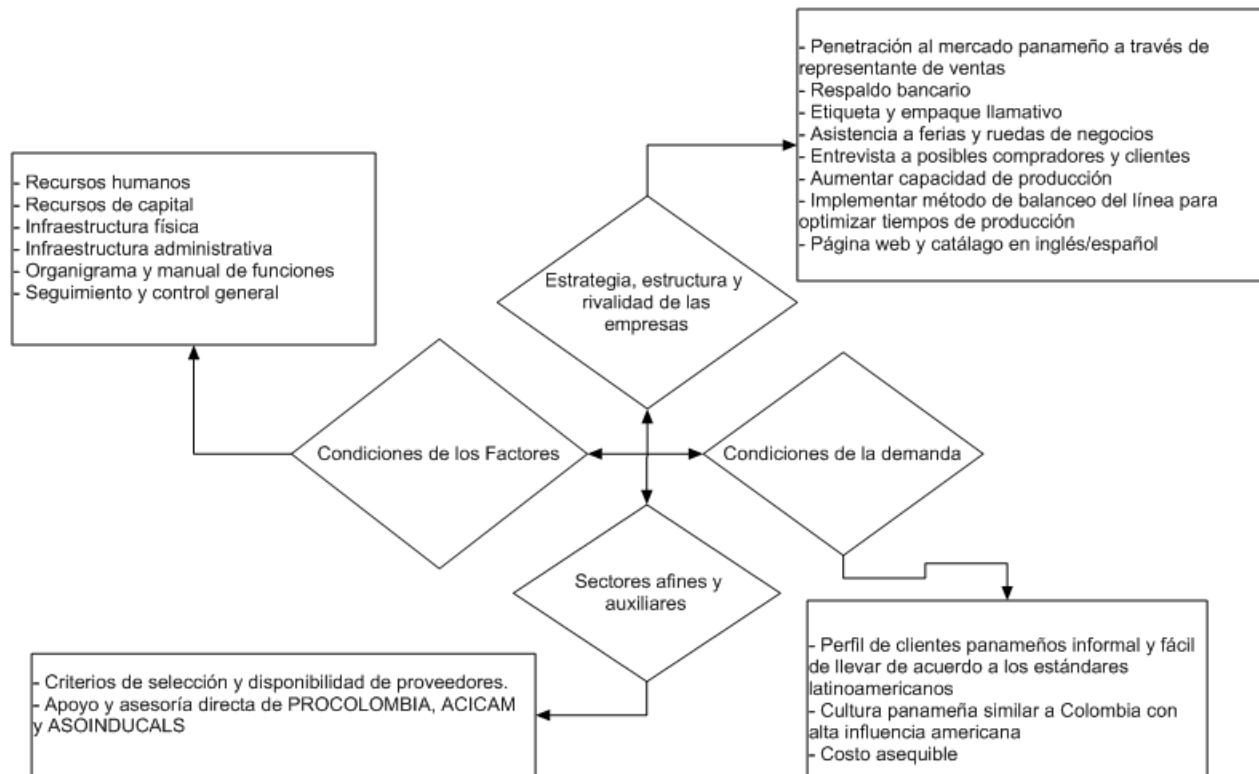 - Penetración al mercado panameño a través de
representante de ventas
- Respaldo bancario
- Etiqueta y empaque llamativo
- Asistencia a ferias y ruedas de negocios
- Entrevista a posibles compradores y clientes
- Aumentar capacidad de producción
- Implementar método de balanceo del línea para
optimizar tiempos de producción
- Página web y catálago en inglés/español
- Recursos humanos
- Recursos de capital
- Infraestructura física
- Infraestructura administrativa
- Organigrama y manual de funciones
- Seguimiento y control general
Estrategia, estructura y
rivalidad de las
empresas
Condiciones de los Factores
Condiciones de la demanda
Sectores afines y
auxiliares
- Criterios de selección y disponibilidad de proveedores.
- Apoyo y asesoría directa de PROCOLOMBIA, ACICAM
y ASOINDUCALS
- Perfil de clientes panameños informal y fácil
de llevar de acuerdo a los estándares
latinoamericanos
- Cultura panameña similar a Colombia con
alta influencia americana
- Costo asequible